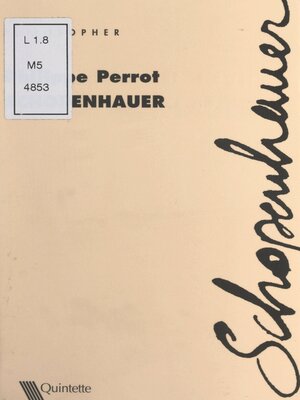 OPHER
L 1.8
M5
4853
pe Perrot
ENHAUER
Schopenhauer
Quintette